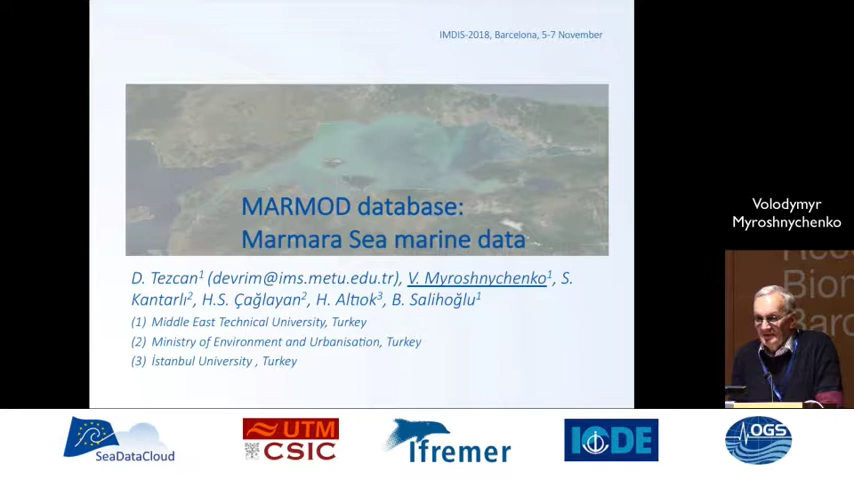 IMDIS-2018, Barcelona, 5-7 November
MARMOD database:
Marmara Sea marine data
D. Tezcan¹ (devrim@ims.metu.edu.tr), V. Myroshnychenko¹, S.
Kantarlı², H.S. Çağlayan², H. Altıok³, B. Salihoğlu¹
(1) Middle East Technical University, Turkey
(2) Ministry of Environment and Urbanisation, Turkey
(3) İstanbul University , Turkey
Volodymyr
Myroshnychenko
Bion
Barc
SeaDataCloud
UTM
CSIC
Ifremer
IODE
OGS